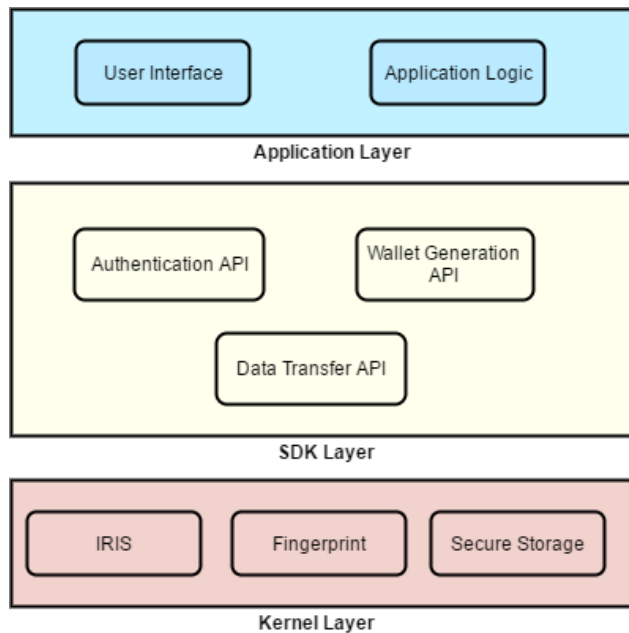 User Interface
Application Logic
Application Layer
Authentication API
Wallet Generation
API
Data Transfer API
SDK Layer
IRIS
Fingerprint
Secure Storage
Kernel Layer